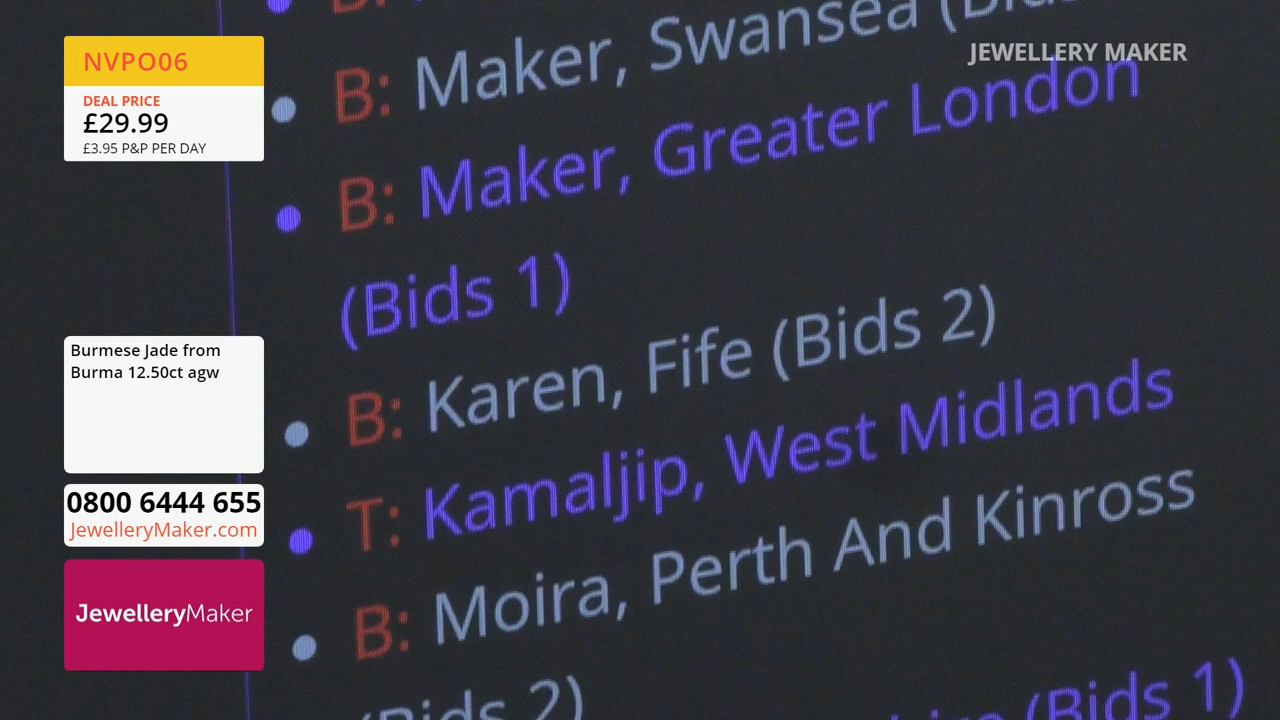 NVPO06
DEAL PRICE
£29.99
£3.95 P&P PER DAY
JEWELLERY MAKER
B: Maker, Swansea
B: Maker, Greater London
(Bids 1)
B: Karen, Fife (Bids 2)
T: Kamaljip, West Midlands
B: Moira, Perth And Kinross
(Bids 2)
(Bids 1)
Burmese Jade from
Burma 12.50ct agw
0800 6444 655
JewelleryMaker.com
JewelleryMaker